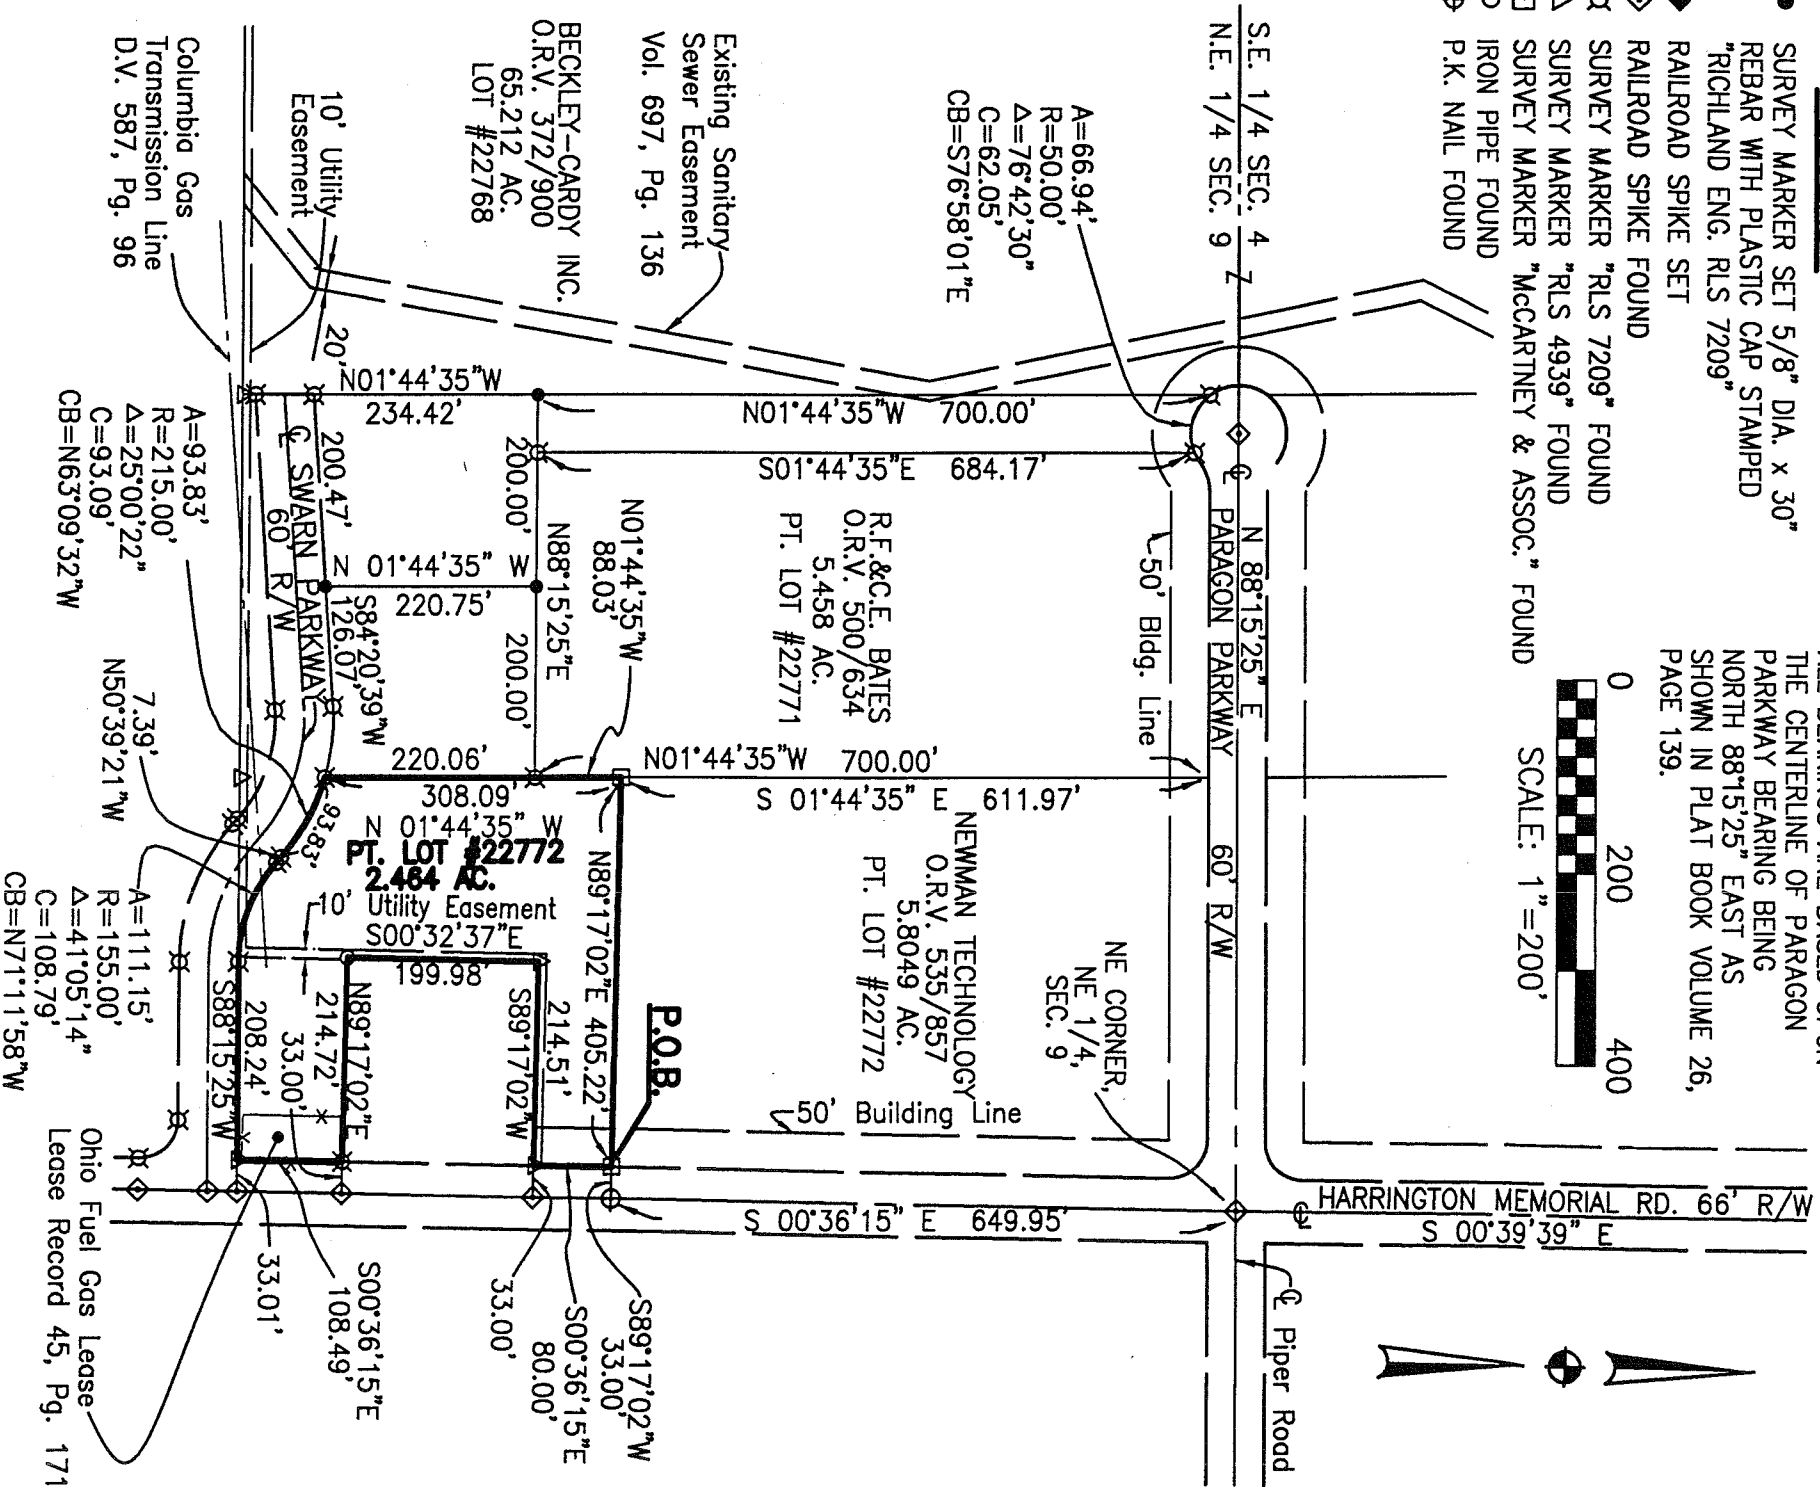 SURVEY MARKER SET 5/8" DIA. x 30"
REBAR WITH PLASTIC CAP STAMPED
"RICHLAND ENG. RLS 7209"
RAILROAD SPIKE SET
RAILROAD SPIKE FOUND
SURVEY MARKER "RLS 7209" FOUND
SURVEY MARKER "RLS 4939" FOUND
SURVEY MARKER "McCARTNEY & ASSOC." FOUND
IRON PIPE FOUND
P.K. NAIL FOUND
THE CENTERLINE OF PARAGON
PARKWAY BEARING BEING
NORTH 88°15'25" EAST AS
SHOWN IN PLAT BOOK VOLUME 26,
PAGE 139.
0 200 400
SCALE: 1"=200'
S.E. 1/4 SEC. 4
N.E. 1/4 SEC. 9
A=66.94'
R=50.00'
Δ=76°42'30"
C=62.05'
CB=S76°58'01"E
Existing Sanitary
Sewer Easement
Vol. 697, Pg. 136
BECKLEY-CARDY INC.
O.R.V. 372/900
65.212 AC.
LOT #22768
10' Utility
Easement
Columbia Gas
Transmission Line
D.V. 587, Pg. 96
20'
N01°44'35"W
234.42'
N01°44'35"W 700.00'
S01°44'35"E 684.17'
200.00'
N88°15'25"E
200.00'
200.47'
℄ SWARN PARKWAY
60' R/W
N 01°44'35" W
220.75'
S84°20'39"W
126.07'
N01°44'35"W
88.03'
R.F.&C.E. BATES
O.R.V. 500/634
5.458 AC.
PT. LOT #22771
50' Bldg. Line
℄
N 88°15'25" E
PARAGON PARKWAY 60' R/W
A=93.83'
R=215.00'
Δ=25°00'22"
C=93.09'
CB=N63°09'32"W
7.39'
N50°39'21"W
220.06'
N01°44'35"W 700.00'
308.09'
N 01°44'35" W
S 01°44'35" E 611.97'
93.83'
PT. LOT #22772
2.464 AC.
10' Utility Easement
S00°32'37"E
199.98'
N89°17'02"E 405.22'
NEWMAN TECHNOLOGY
O.R.V. 535/857
5.8049 AC.
PT. LOT #22772
NE CORNER,
NE 1/4,
SEC. 9
A=111.15'
R=155.00'
Δ=41°05'14"
C=108.79'
CB=N71°11'58"W
S88°15'25"W
208.24'
33.00'
214.72'
N89°17'02"E
S89°17'02"W
214.51'
P.O.B.
50' Building Line
S 00°36'15" E 649.95'
℄ HARRINGTON MEMORIAL RD. 66' R/W
S 00°39'39" E
℄ Piper Road
S89°17'02"W
33.00'
S00°36'15"E
80.00'
33.00'
S00°36'15"E
108.49'
33.01'
Ohio Fuel Gas Lease
Lease Record 45, Pg. 171